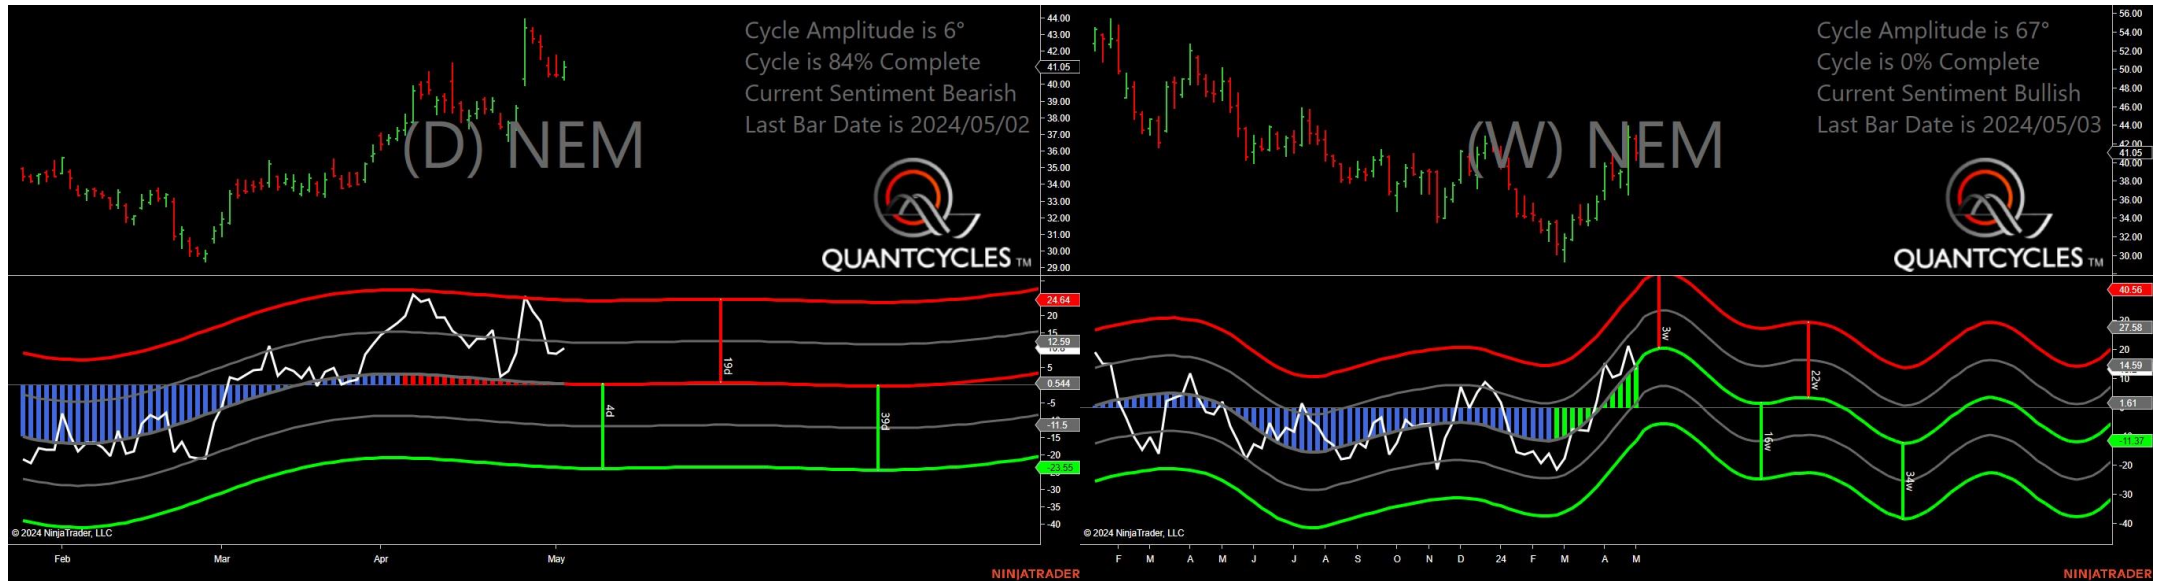 Cycle Amplitude is 6°
Cycle is 84% Complete
Current Sentiment Bearish
Last Bar Date is 2024/05/02
(D) NEM
QUANTCYCLES TM
44.00
43.00
42.00
41.05
40.00
39.00
38.00
37.00
36.00
35.00
34.00
33.00
32.00
31.00
30.00
29.00
24.64
20
15
12.59
5
0.544
-5
-11.5
-15
-20
-23.55
-30
-35
-40
19d
4d
39d
© 2024 NinjaTrader, LLC
Feb Mar Apr May
NINJATRADER
Cycle Amplitude is 67°
Cycle is 0% Complete
Current Sentiment Bullish
Last Bar Date is 2024/05/03
(W) NEM
QUANTCYCLES TM
56.00
54.00
52.00
50.00
48.00
46.00
44.00
41.05
40.00
38.00
36.00
34.00
32.00
30.00
40.56
27.58
20
14.59
10
1.61
-11.37
-20
-30
-40
3w
22w
16w
34w
© 2024 NinjaTrader, LLC
F M A M J J A S O N D 24 F M A M
NINJATRADER